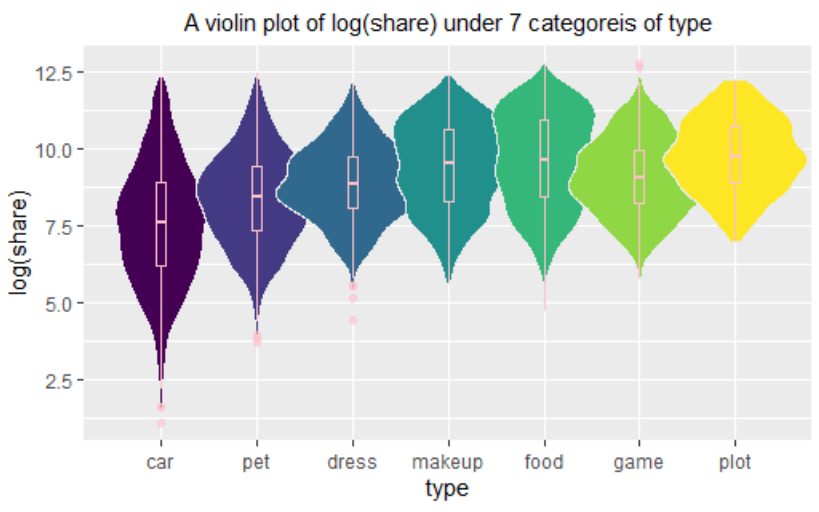 A violin plot of log(share) under 7 categoreis of type
12.5
10.0
7.5
5.0
2.5
log(share)
car pet dress makeup food game plot
type